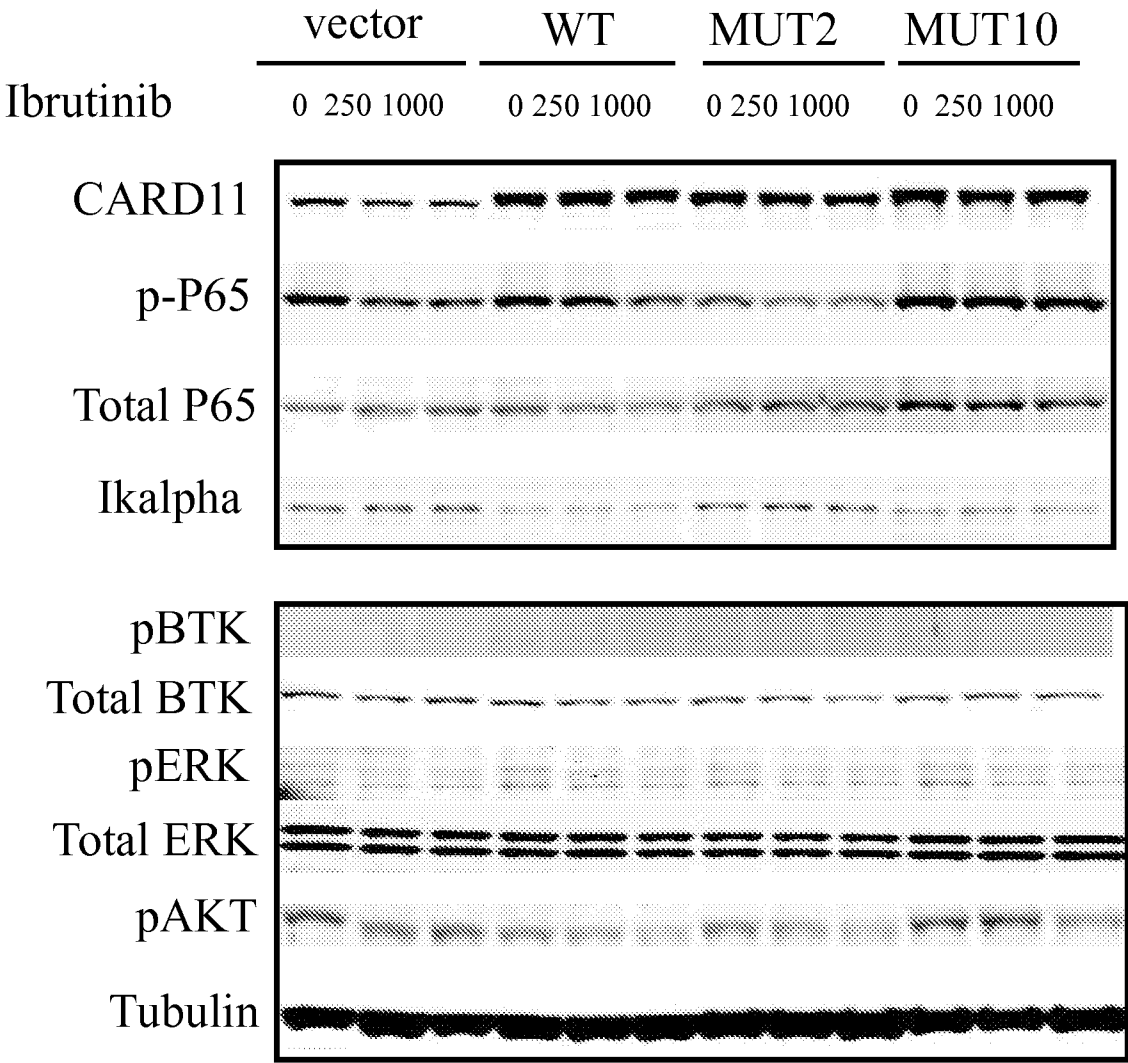 vector WT MUT2 MUT10
Ibrutinib 0 250 1000 0 250 1000 0 250 1000 0 250 1000
CARD11
p-P65
Total P65
Ikalpha
pBTK
Total BTK
pERK
Total ERK
pAKT
Tubulin